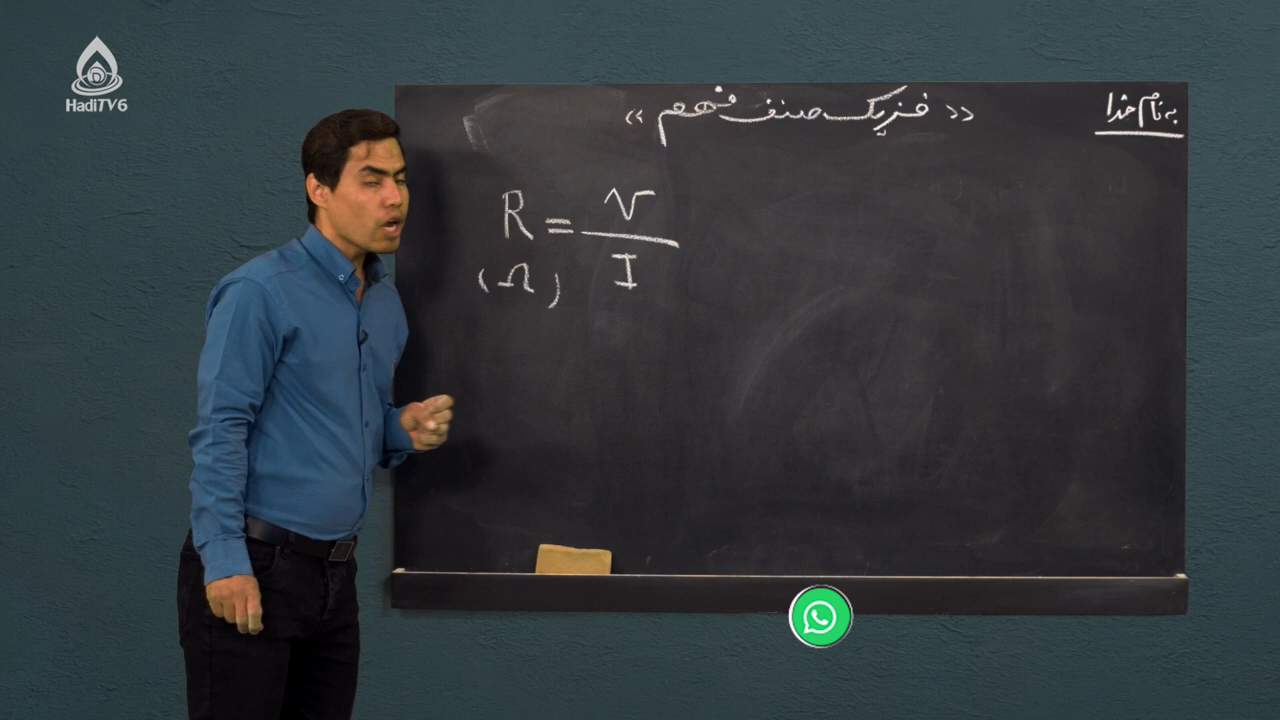 HadiTV6
به نام خدا
« فزیک صنف نهم »
R = V / I
(Ω)